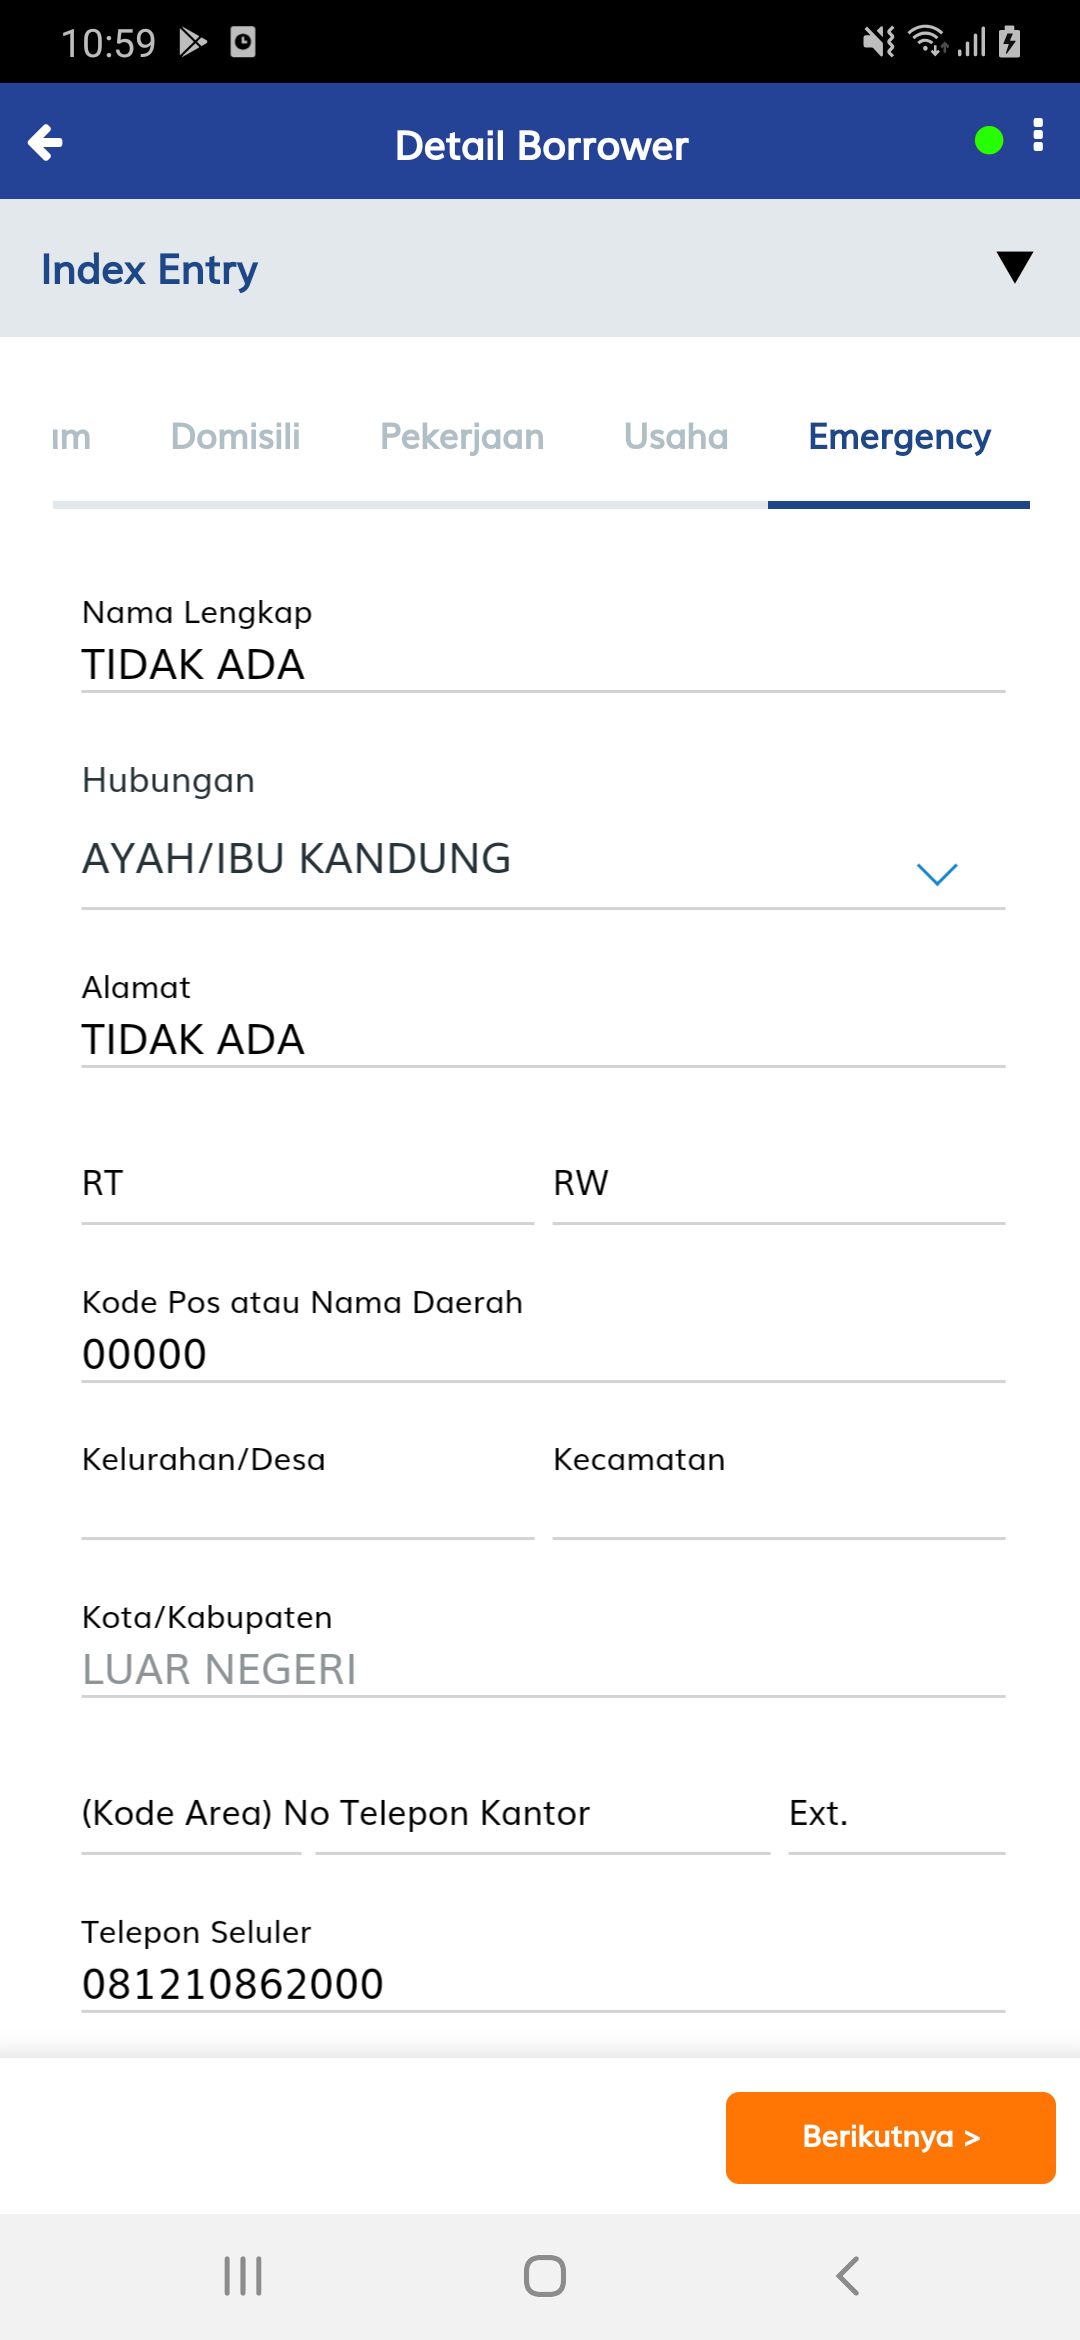 10:59
Detail Borrower
Index Entry
Domisili Pekerjaan Usaha Emergency
Nama Lengkap
TIDAK ADA
Hubungan
AYAH/IBU KANDUNG
Alamat
TIDAK ADA
RT RW
Kode Pos atau Nama Daerah
00000
Kelurahan/Desa Kecamatan
Kota/Kabupaten
LUAR NEGERI
(Kode Area) No Telepon Kantor Ext.
Telepon Seluler
081210862000
Berikutnya >